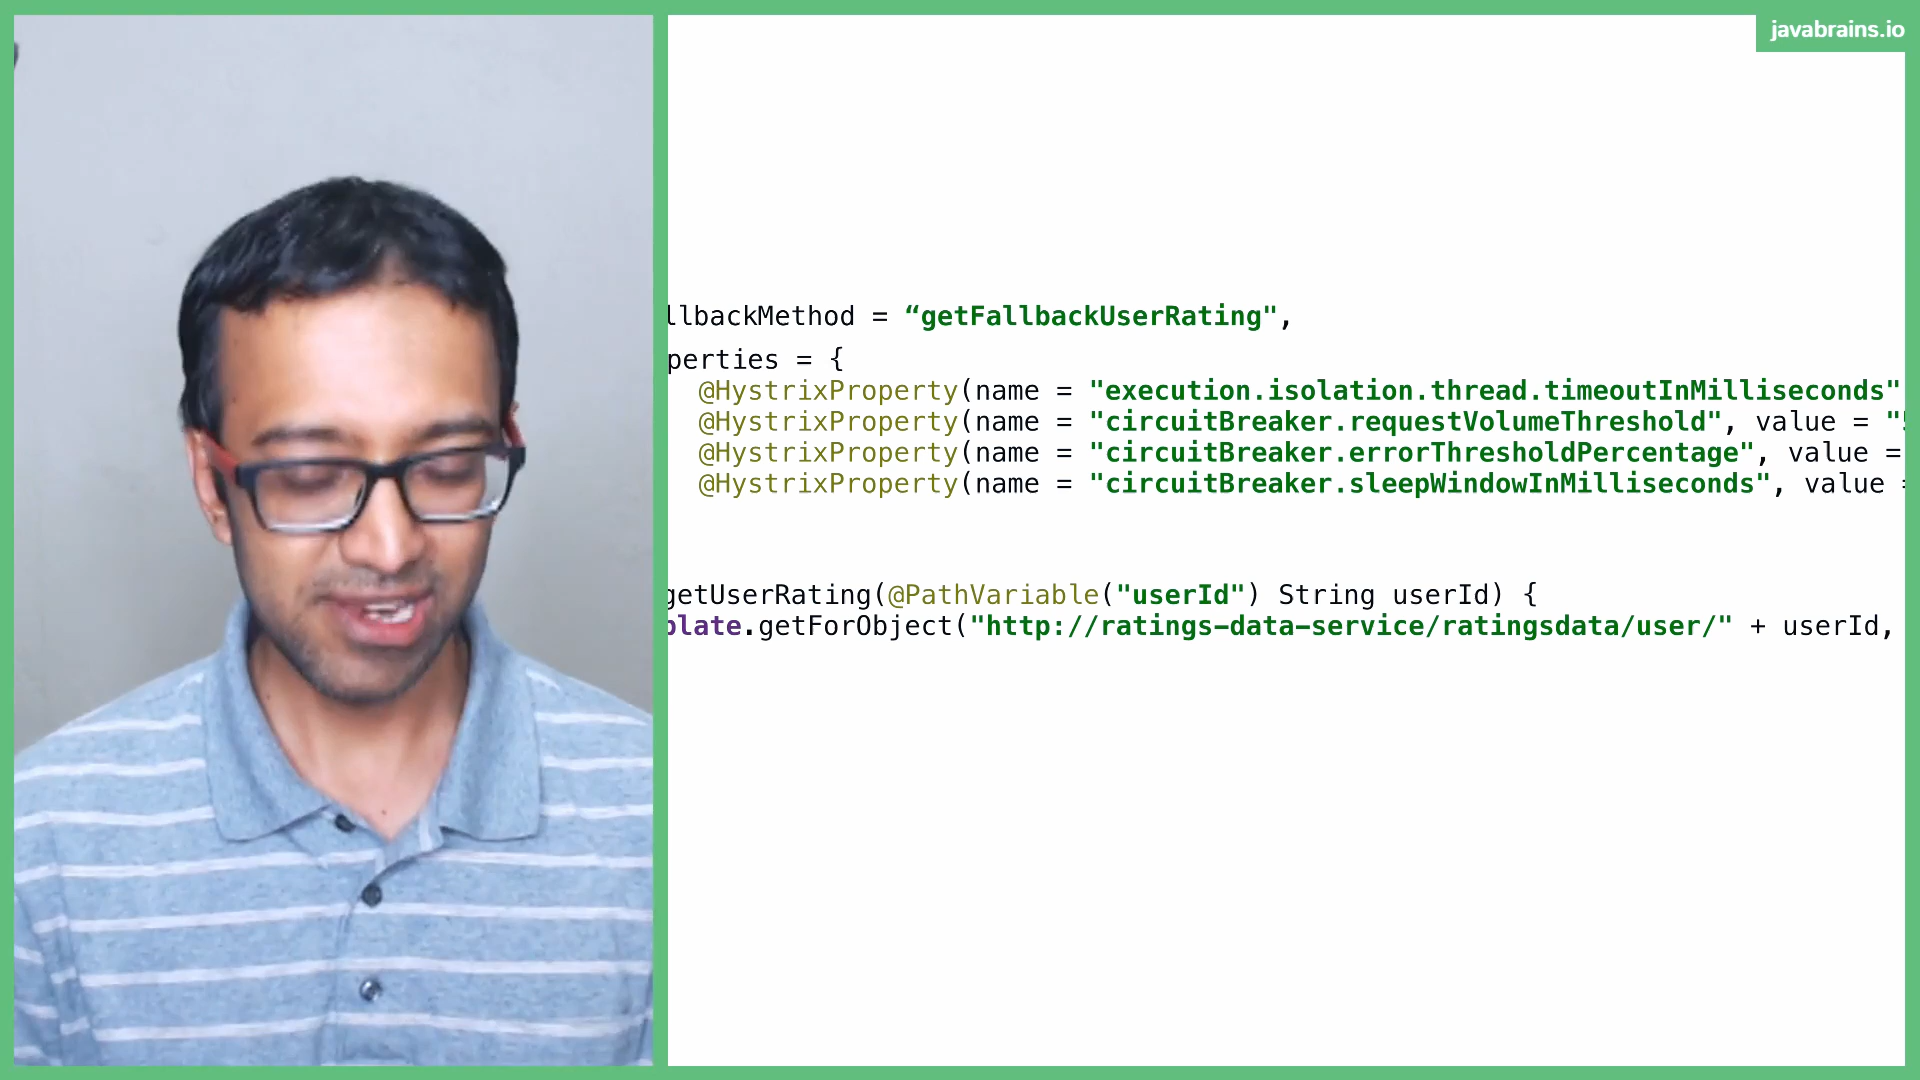 javabrains.io
llbackMethod = “getFallbackUserRating",
perties = {
@HystrixProperty(name = "execution.isolation.thread.timeoutInMilliseconds"
@HystrixProperty(name = "circuitBreaker.requestVolumeThreshold", value = "
@HystrixProperty(name = "circuitBreaker.errorThresholdPercentage", value =
@HystrixProperty(name = "circuitBreaker.sleepWindowInMilliseconds", value =
getUserRating(@PathVariable("userId") String userId) {
plate.getForObject("http://ratings-data-service/ratingsdata/user/" + userId,